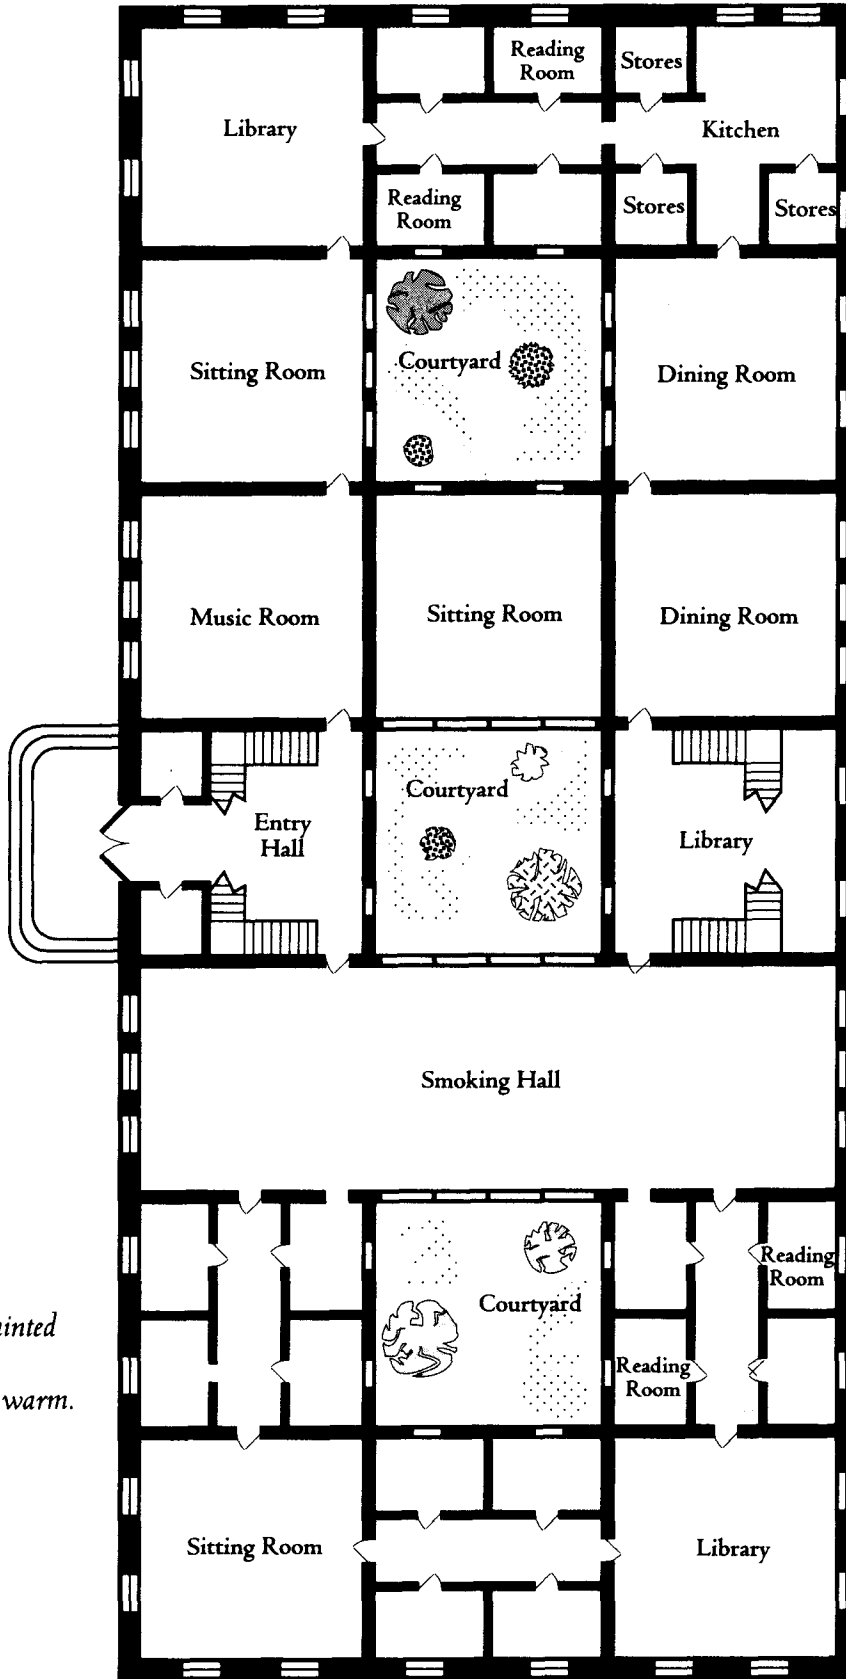 Reading
Room
Stores
Library
Kitchen
Reading
Room
Stores
Stores
Courtyard
Sitting Room
Dining Room
Music Room
Sitting Room
Dining Room
Courtyard
Entry
Hall
Library
Smoking Hall
Reading
Room
Courtyard
inted
warm.
Reading
Room
Sitting Room
Library